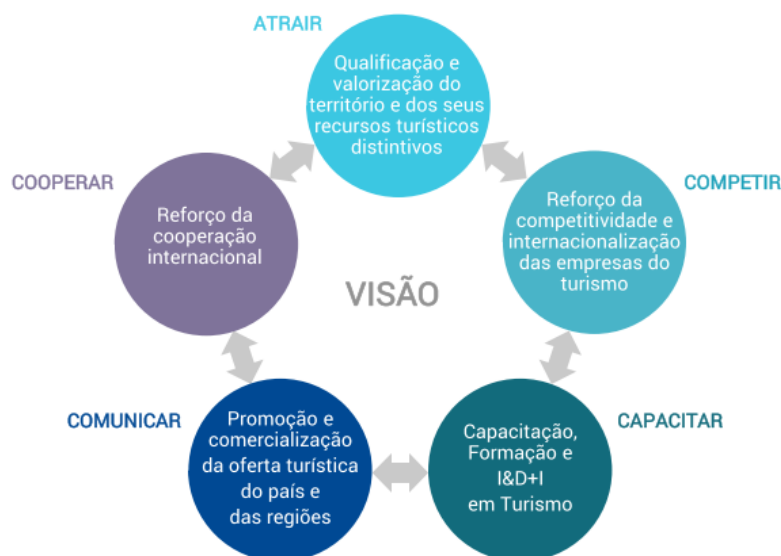 ATRAIR
Qualificação e
valorização do
território e dos seus
recursos turísticos
distintivos
COMPETIR
Reforço da
competitividade e
internacionalização
das empresas do
turismo
CAPACITAR
Capacitação,
Formação e
I&D+I
em Turismo
COMUNICAR
Promoção e
comercialização
da oferta turística
do país e
das regiões
COOPERAR
Reforço da
cooperação
internacional
VISÃO